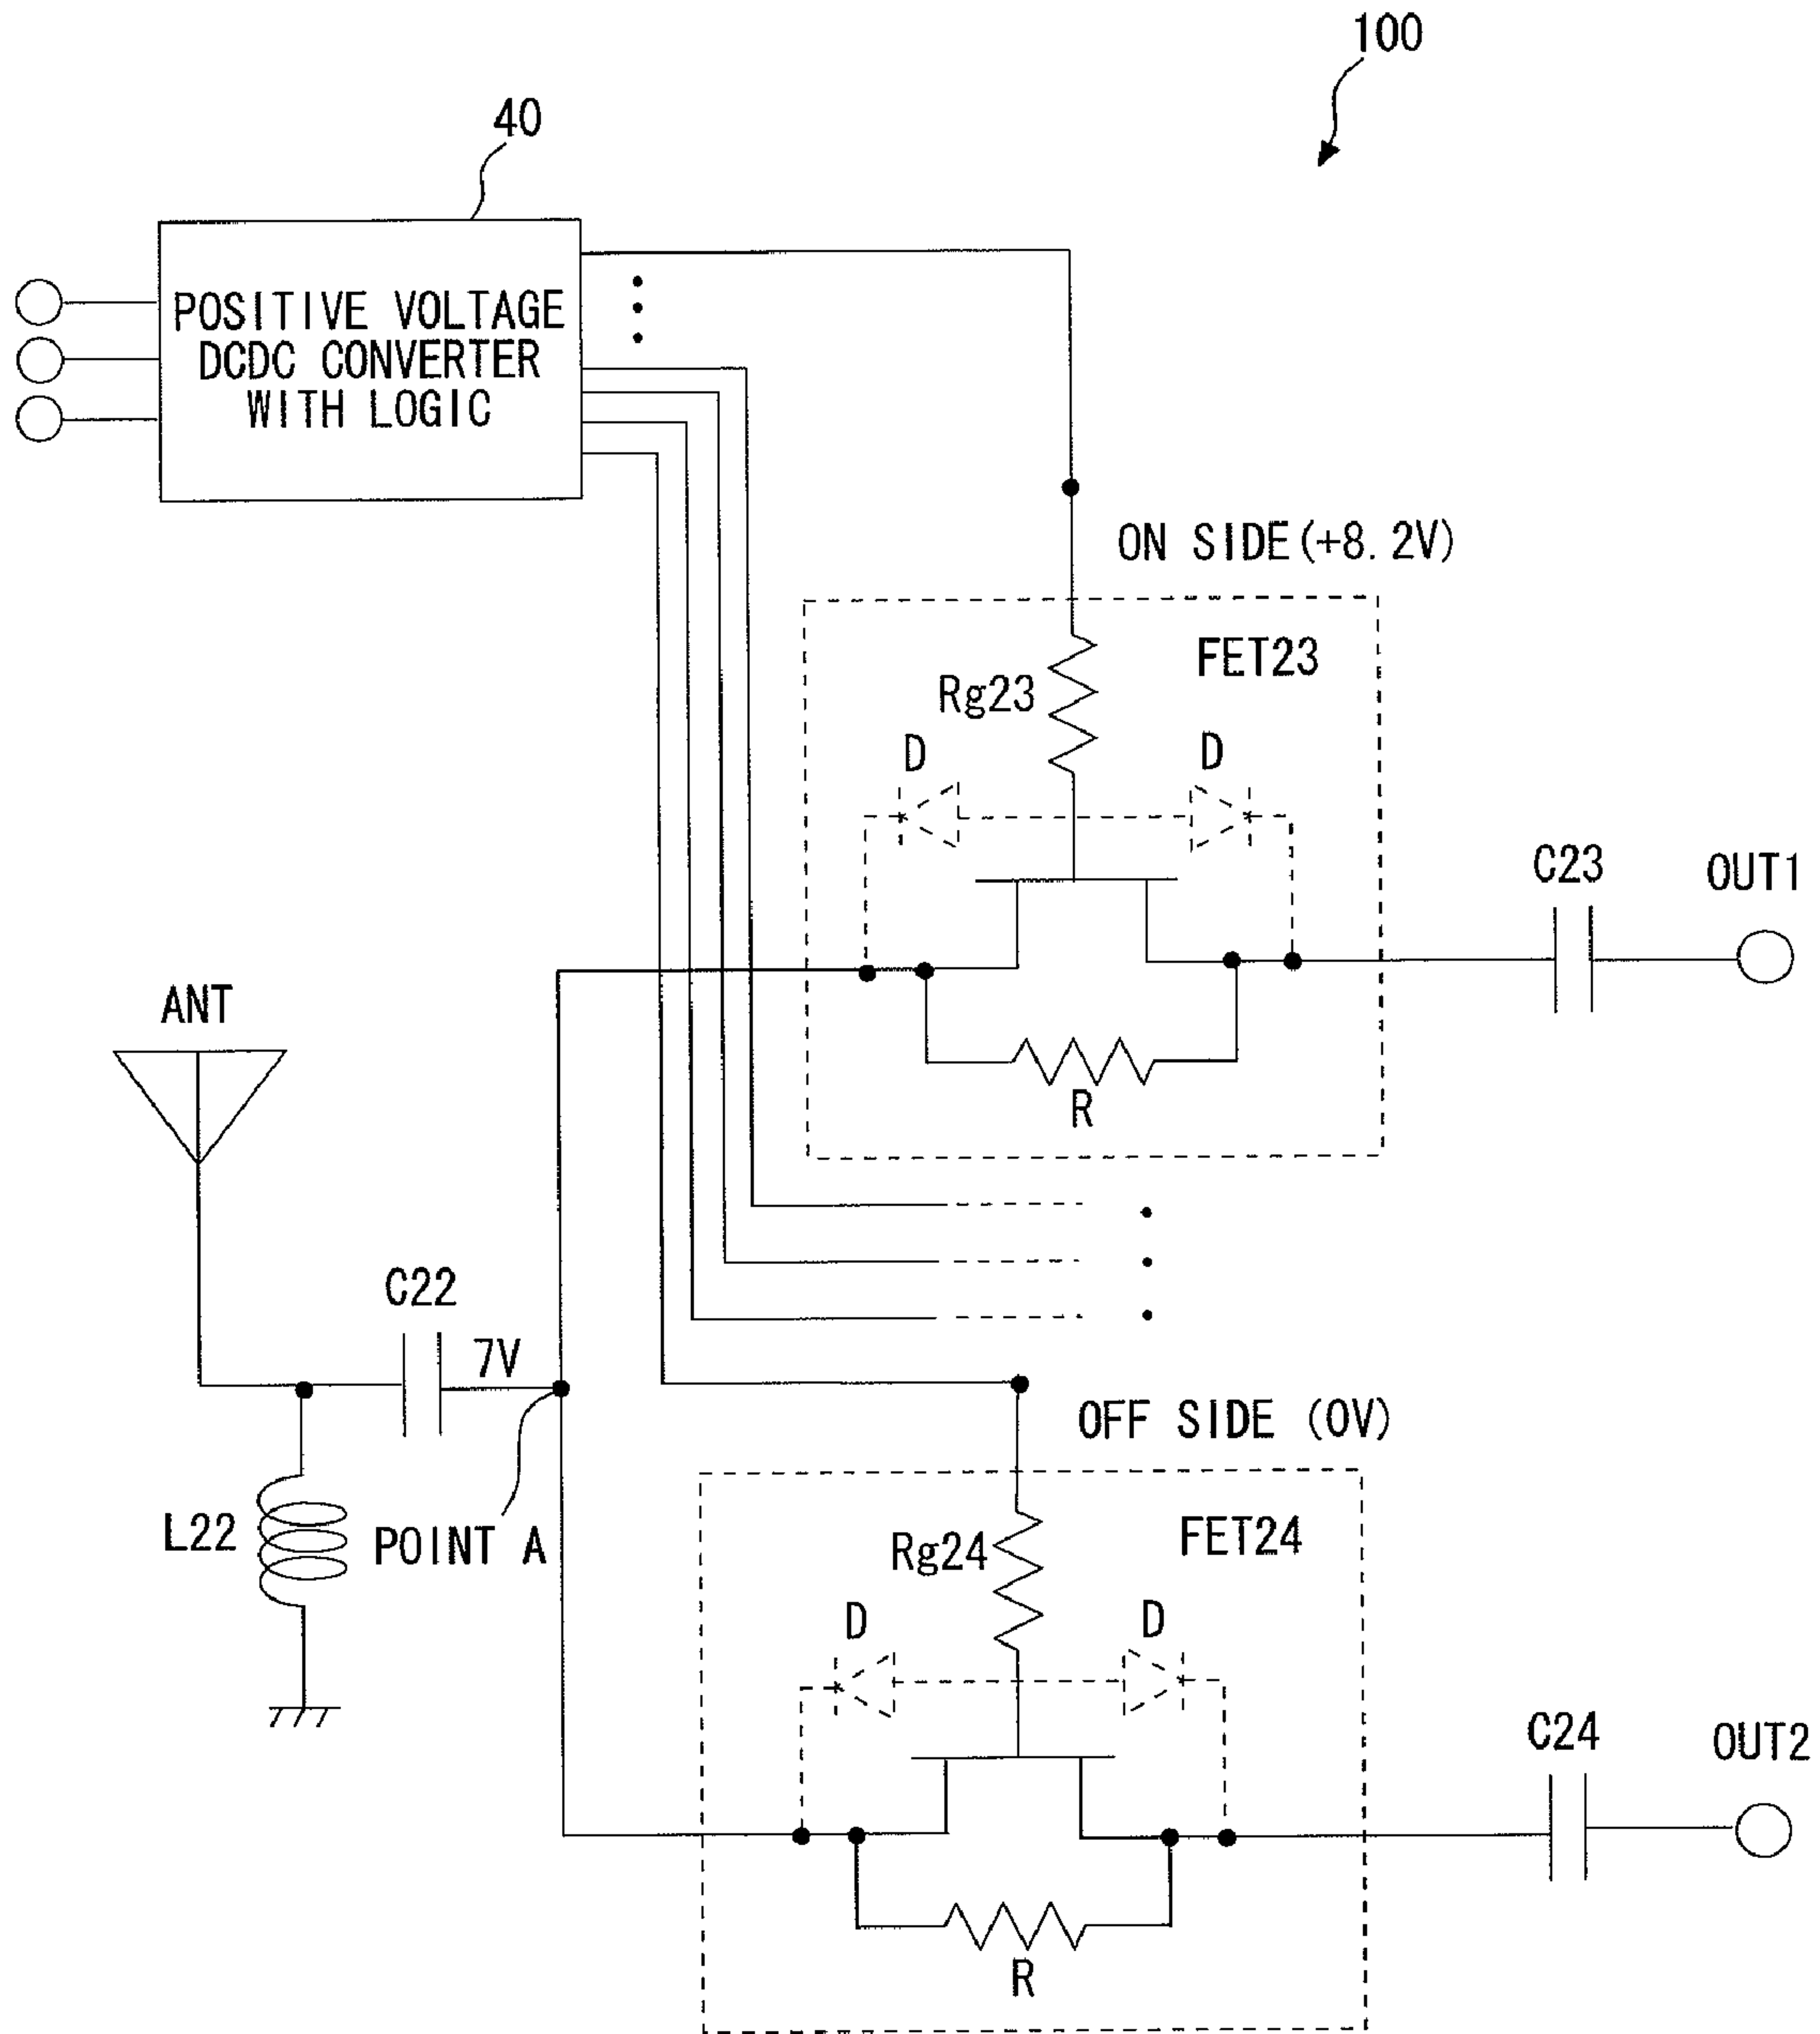 100
40
POSITIVE VOLTAGE
DCDC CONVERTER
WITH LOGIC
ON SIDE(+8.2V)
FET23
Rg23
D
D
C23
OUT1
ANT
R
C22
7V
OFF SIDE (0V)
L22
POINT A
Rg24
FET24
D
D
C24
OUT2
R